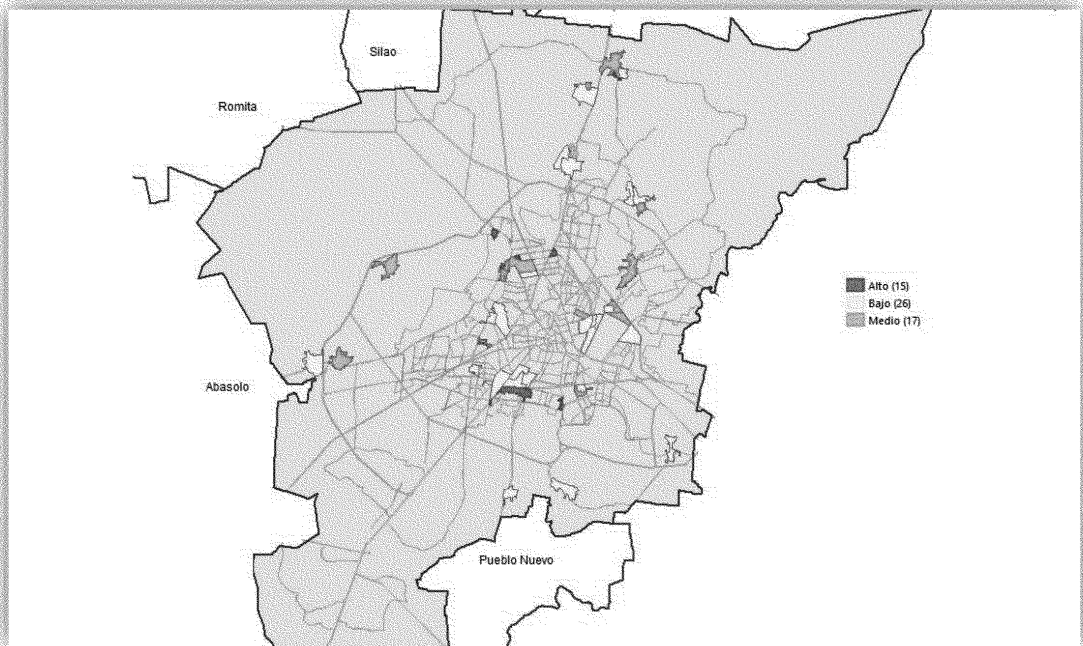 Silao
Romita
Alto (15)
Bajo (26)
Medio (17)
Abasolo
Pueblo Nuevo